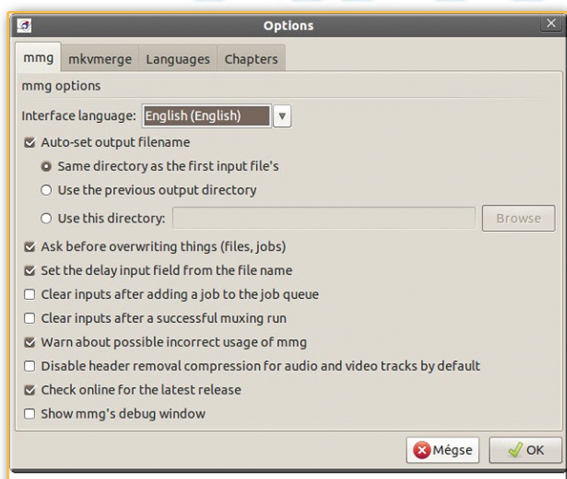 Options
mmg mkvmerge Languages Chapters
mmg options
Interface language: English (English)
Auto-set output filename
Same directory as the first input file's
Use the previous output directory
Use this directory: Browse
Ask before overwriting things (files, jobs)
Set the delay input field from the file name
Clear inputs after adding a job to the job queue
Clear inputs after a successful muxing run
Warn about possible incorrect usage of mmg
Disable header removal compression for audio and video tracks by default
Check online for the latest release
Show mmg's debug window
Mégse OK